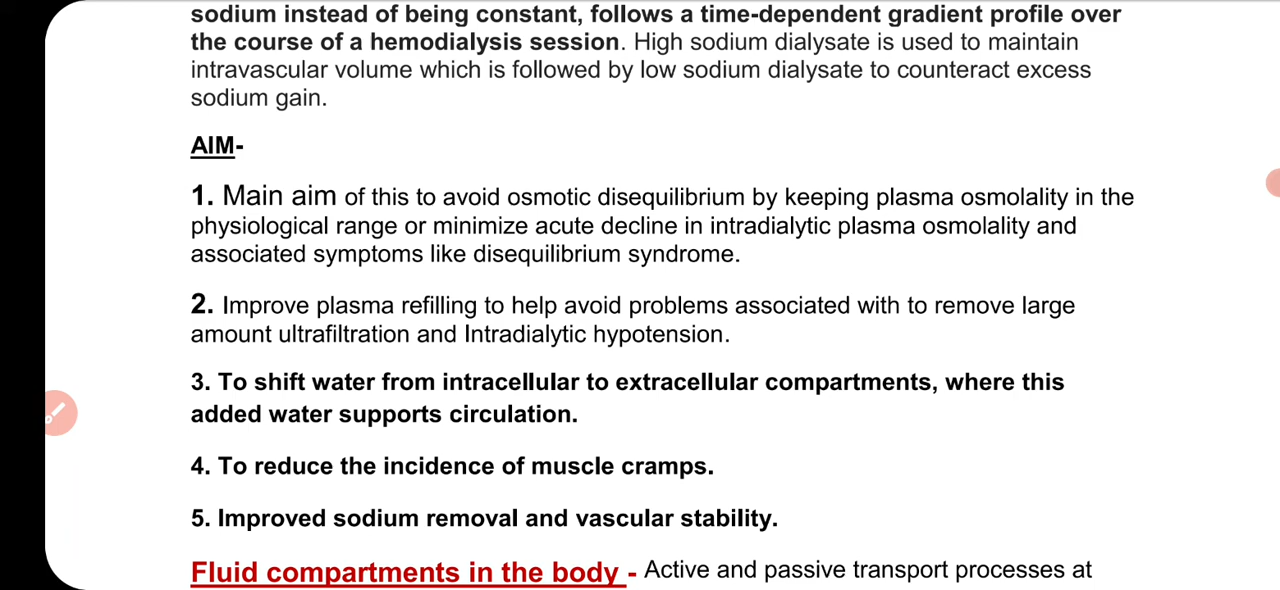 sodium instead of being constant, follows a time-dependent gradient profile over
the course of a hemodialysis session. High sodium dialysate is used to maintain
intravascular volume which is followed by low sodium dialysate to counteract excess
sodium gain.
AIM-
1. Main aim of this to avoid osmotic disequilibrium by keeping plasma osmolality in the
physiological range or minimize acute decline in intradialytic plasma osmolality and
associated symptoms like disequilibrium syndrome.
2. Improve plasma refilling to help avoid problems associated with to remove large
amount ultrafiltration and Intradialytic hypotension.
3. To shift water from intracellular to extracellular compartments, where this
added water supports circulation.
4. To reduce the incidence of muscle cramps.
5. Improved sodium removal and vascular stability.
Fluid compartments in the body - Active and passive transport processes at